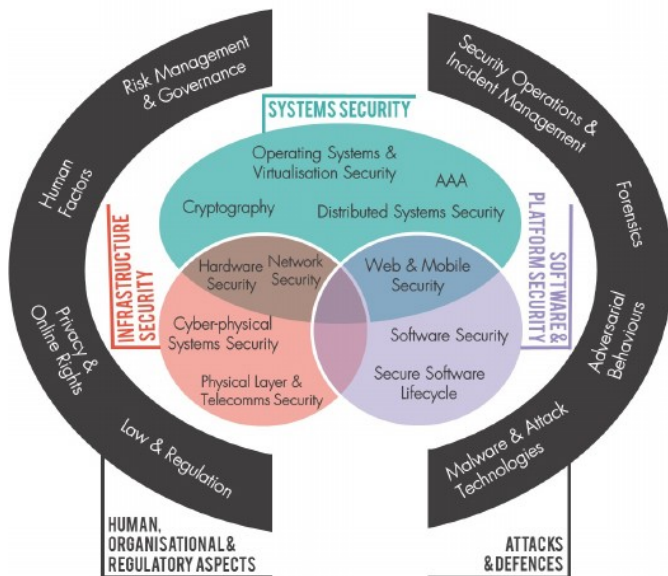 Risk Management
& Governance
Human
Factors
Privacy &
Online Rights
Law & Regulation
HUMAN,
ORGANISATIONAL &
REGULATORY ASPECTS
SYSTEMS SECURITY
Operating Systems &
Virtualisation Security
AAA
Cryptography
Distributed Systems Security
INFRASTRUCTURE
SECURITY
Hardware
Security
Network
Security
Web & Mobile
Security
Cyber-physical
Systems Security
Physical Layer &
Telecomms Security
Software Security
Secure Software
Lifecycle
SOFTWARE &
PLATFORM SECURITY
Security Operations &
Incident Management
Forensics
Adversarial
Behaviours
Malware & Attack
Technologies
ATTACKS
& DEFENCES